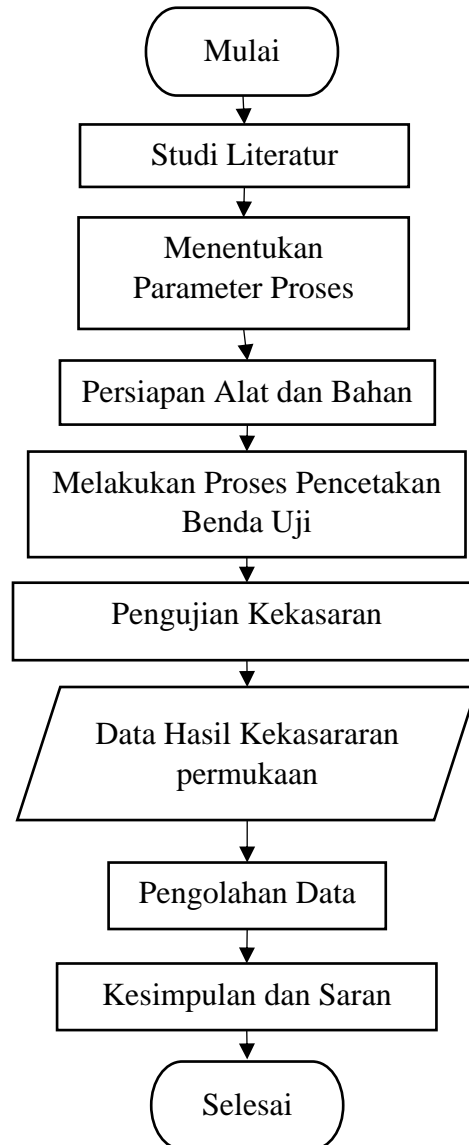 Mulai
Studi Literatur
Menentukan
Parameter Proses
Persiapan Alat dan Bahan
Melakukan Proses Pencetakan
Benda Uji
Pengujian Kekasaran
Data Hasil Kekasararan
permukaan
Pengolahan Data
Kesimpulan dan Saran
Selesai